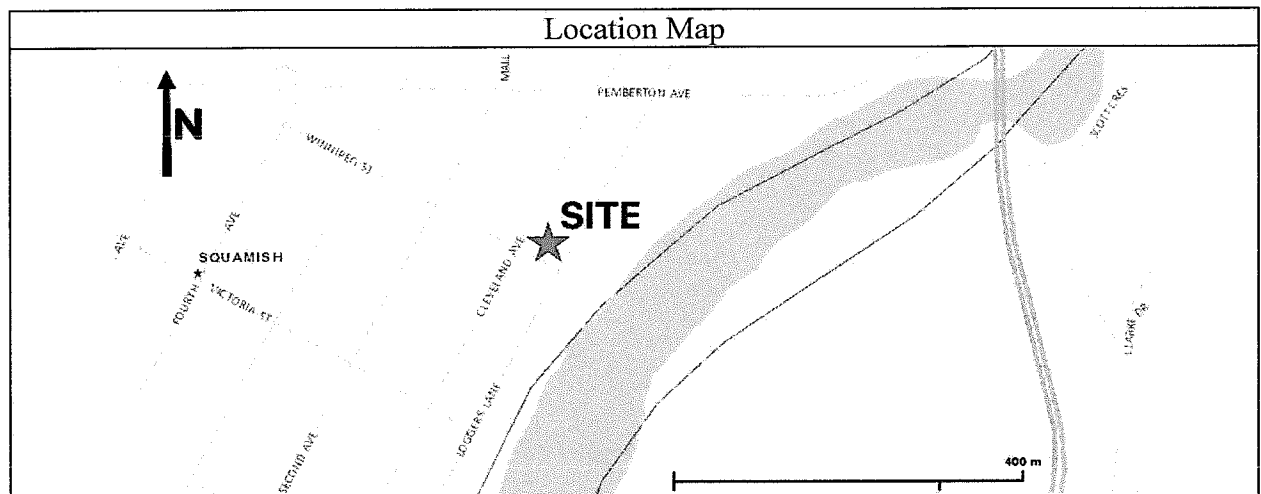 Location Map
MALL
PEMBERTON AVE
N
SCOTT CRES
WINNIPEG ST
SITE
AVE
AVE
SQUAMISH
CLEVELAND AVE
FOURTH
VICTORIA ST
CLARKE DR
LOGGERS LANE
SECOND AVE
400 m